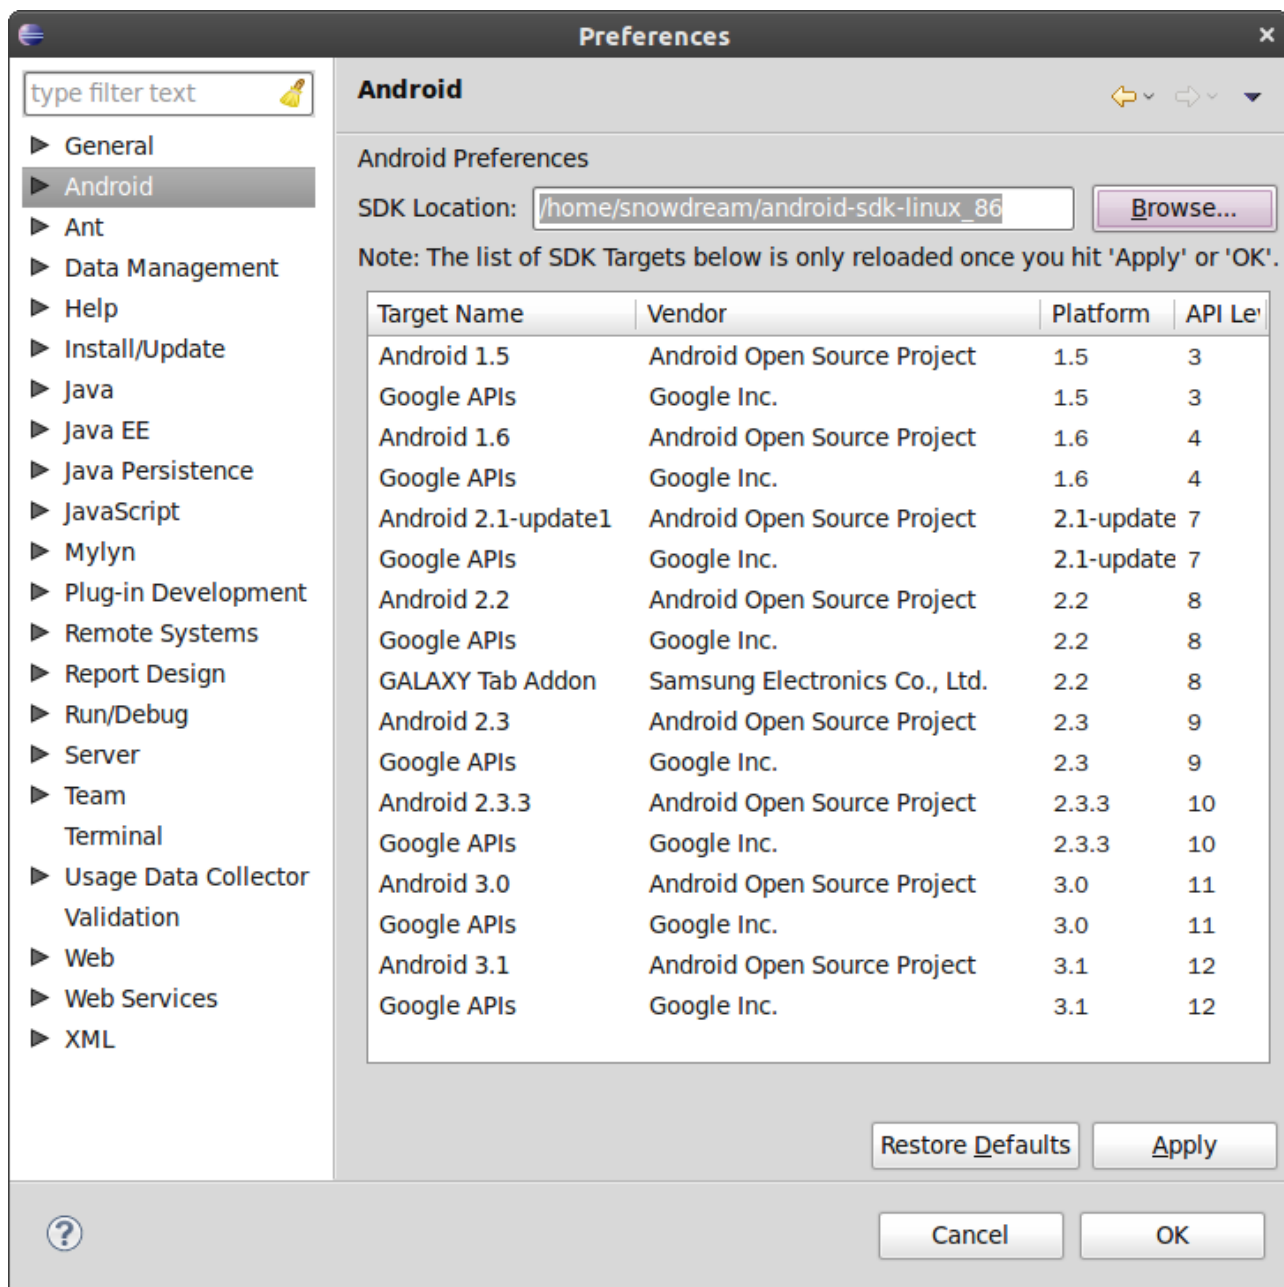 Preferences
type filter text
General
Android
Ant
Data Management
Help
Install/Update
Java
Java EE
Java Persistence
JavaScript
Mylyn
Plug-in Development
Remote Systems
Report Design
Run/Debug
Server
Team
Terminal
Usage Data Collector
Validation
Web
Web Services
XML
Android
Android Preferences
SDK Location: /home/snowdream/android-sdk-linux_86 Browse...
Note: The list of SDK Targets below is only reloaded once you hit 'Apply' or 'OK'.
Target Name Vendor Platform API Lev
Android 1.5 Android Open Source Project 1.5 3
Google APIs Google Inc. 1.5 3
Android 1.6 Android Open Source Project 1.6 4
Google APIs Google Inc. 1.6 4
Android 2.1-update1 Android Open Source Project 2.1-update 7
Google APIs Google Inc. 2.1-update 7
Android 2.2 Android Open Source Project 2.2 8
Google APIs Google Inc. 2.2 8
GALAXY Tab Addon Samsung Electronics Co., Ltd. 2.2 8
Android 2.3 Android Open Source Project 2.3 9
Google APIs Google Inc. 2.3 9
Android 2.3.3 Android Open Source Project 2.3.3 10
Google APIs Google Inc. 2.3.3 10
Android 3.0 Android Open Source Project 3.0 11
Google APIs Google Inc. 3.0 11
Android 3.1 Android Open Source Project 3.1 12
Google APIs Google Inc. 3.1 12
Restore Defaults Apply
Cancel OK